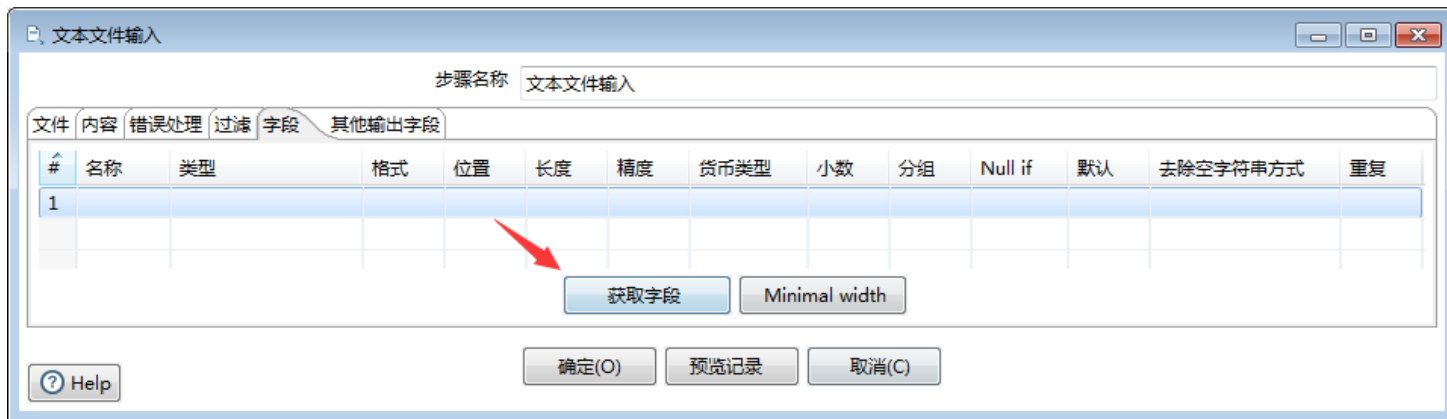 文本文件输入
步骤名称 文本文件输入
文件 内容 错误处理 过滤 字段 其他输出字段
# 名称 类型 格式 位置 长度 精度 货币类型 小数 分组 Null if 默认 去除空字符串方式 重复
1
获取字段 Minimal width
确定(O) 预览记录 取消(C)
? Help